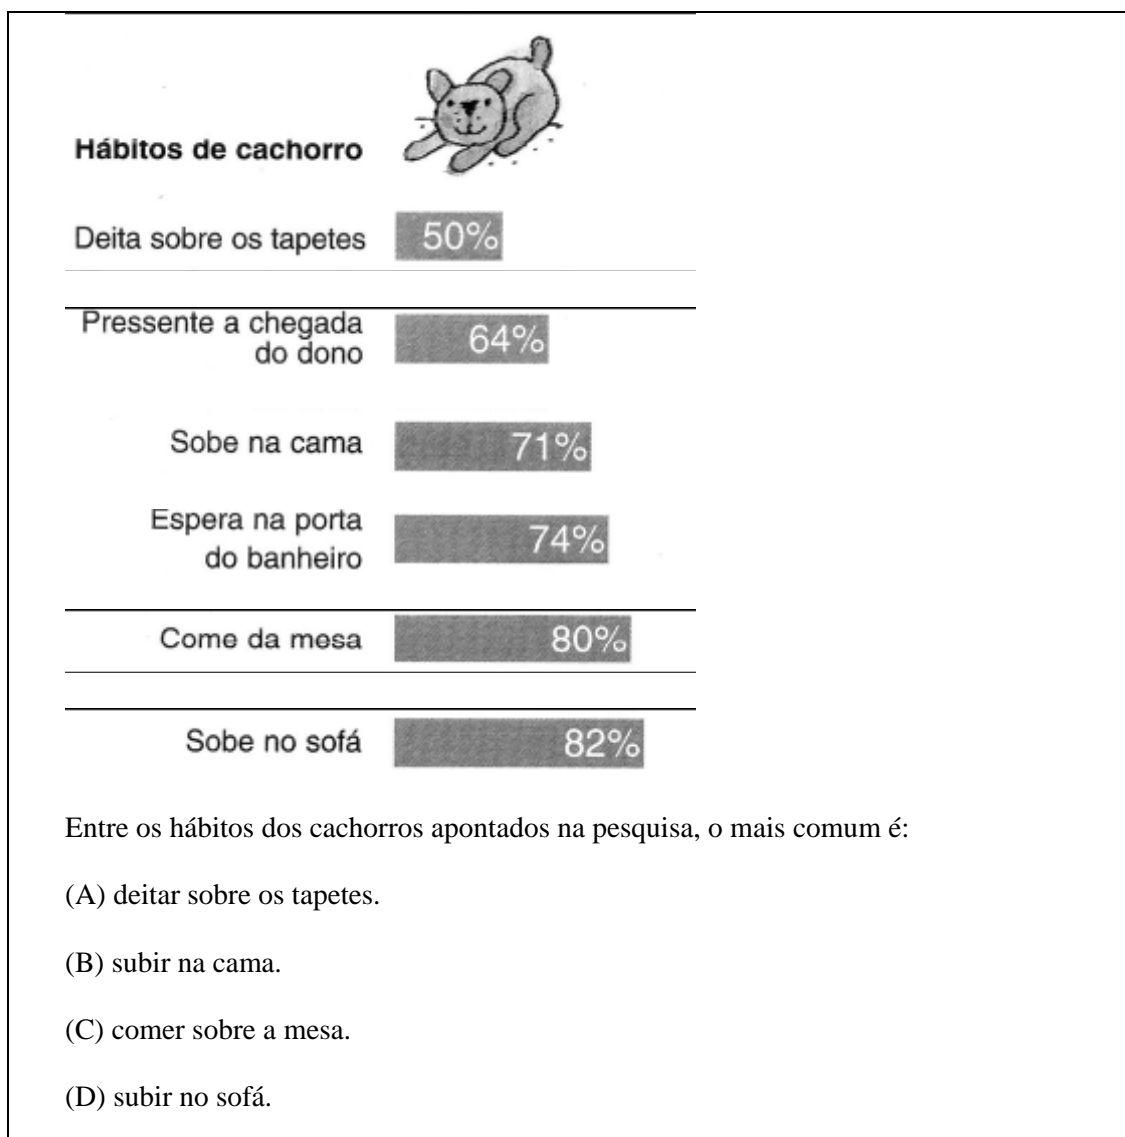 Hábitos de cachorro
Deita sobre os tapetes 50%
Pressente a chegada
do dono 64%
Sobe na cama 71%
Espera na porta
do banheiro 74%
Come da mesa 80%
Sobe no sofá 82%
Entre os hábitos dos cachorros apontados na pesquisa, o mais comum é:
(A) deitar sobre os tapetes.
(B) subir na cama.
(C) comer sobre a mesa.
(D) subir no sofá.